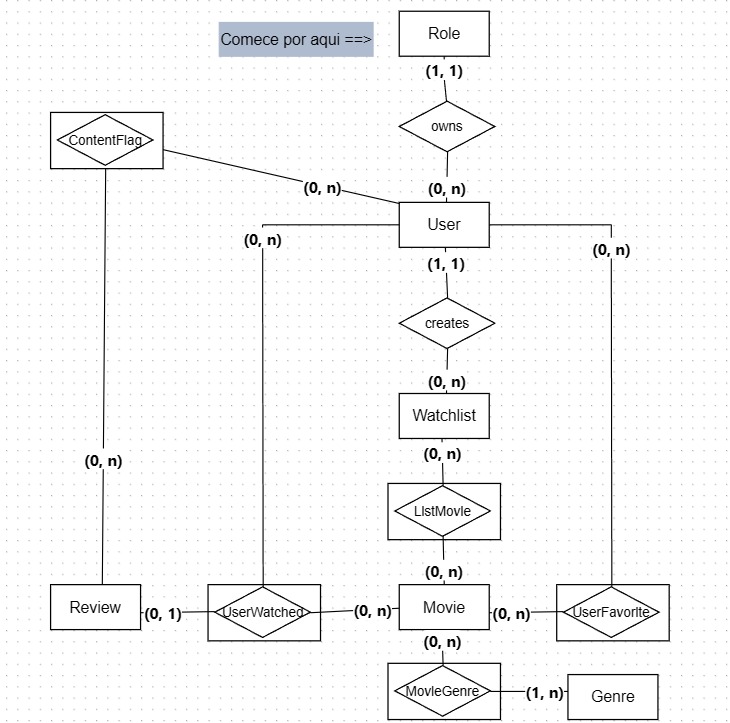 Comece por aqui ==>
Role
(1, 1)
owns
ContentFlag
(0, n)
(0, n)
User
(0, n)
(0, n)
(1, 1)
creates
(0, n)
Watchlist
(0, n)
(0, n)
ListMovie
(0, n)
Review
(0, 1)
UserWatched
(0, n)
Movie
(0, n)
UserFavorite
(0, n)
MovieGenre
(1, n)
Genre